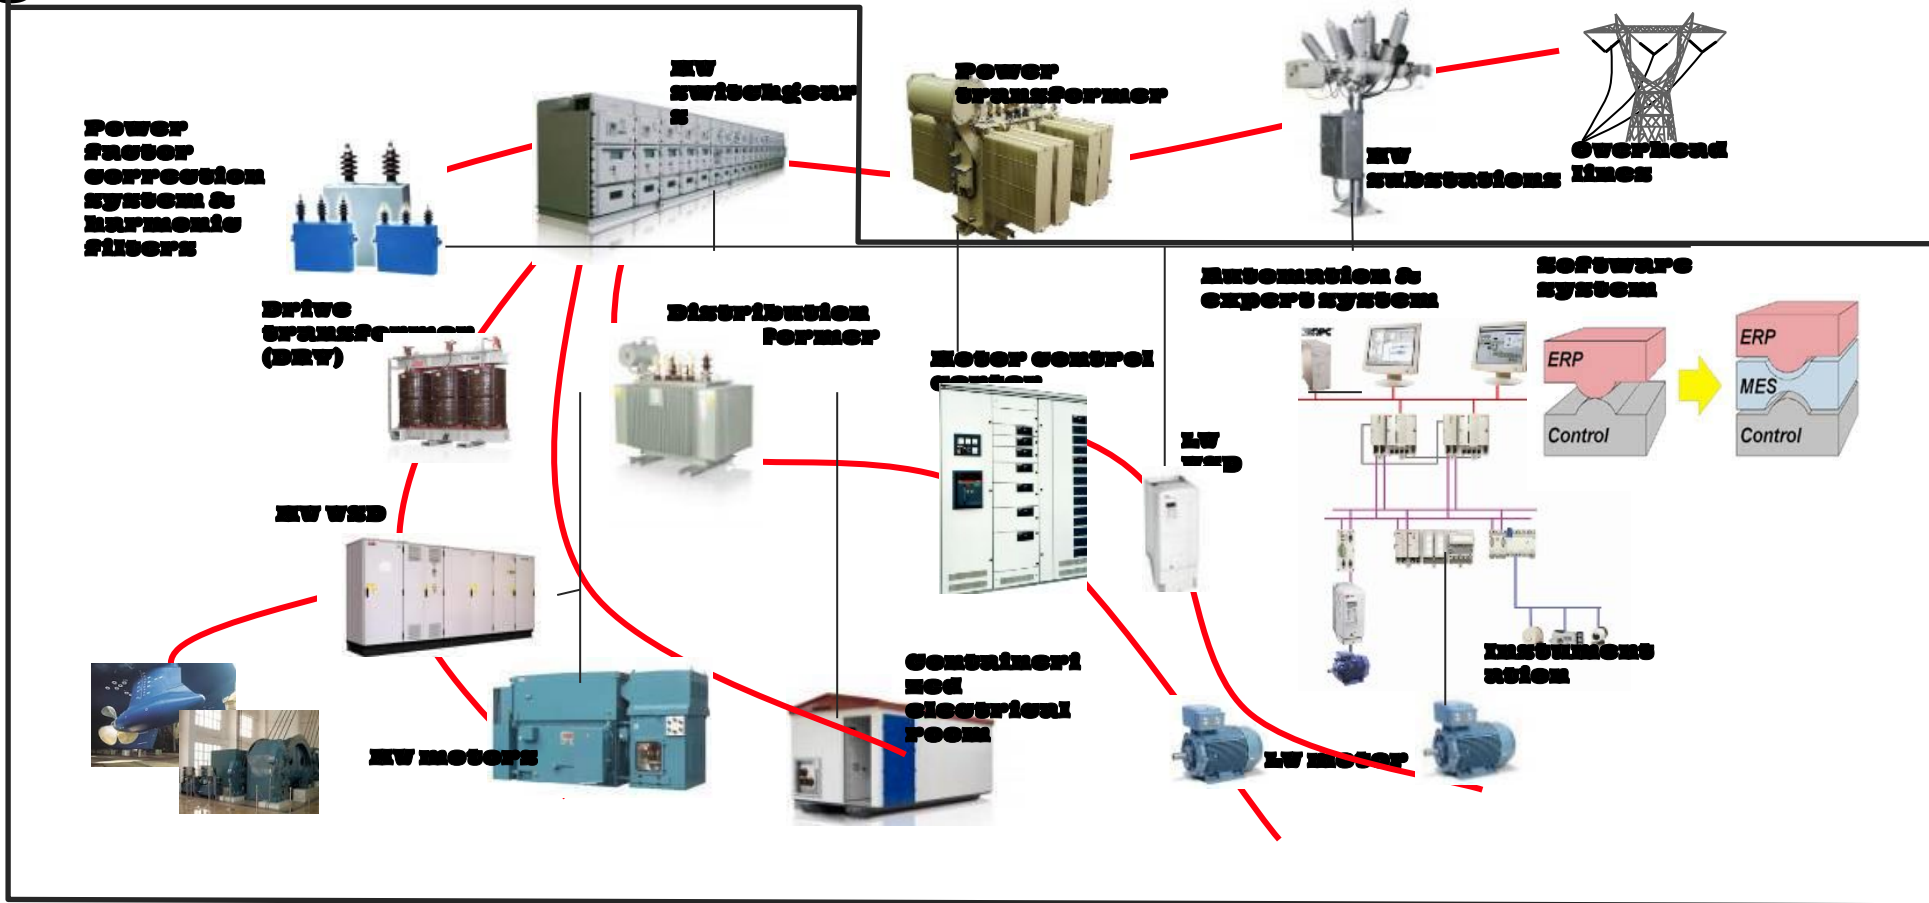 MV
switchgear
s
Power
transformer
Power
factor
correction
system &
harmonic
filters
MV
substations
Overhead
lines
Drive
(DRY)
Distribution
former
Motor control
Automation &
expert system
Software
system
ERP
Control
ERP
MES
Control
LV
MV VSD
Containeri
zed
electrical
room
MV motors
LV motor
Instument
ation